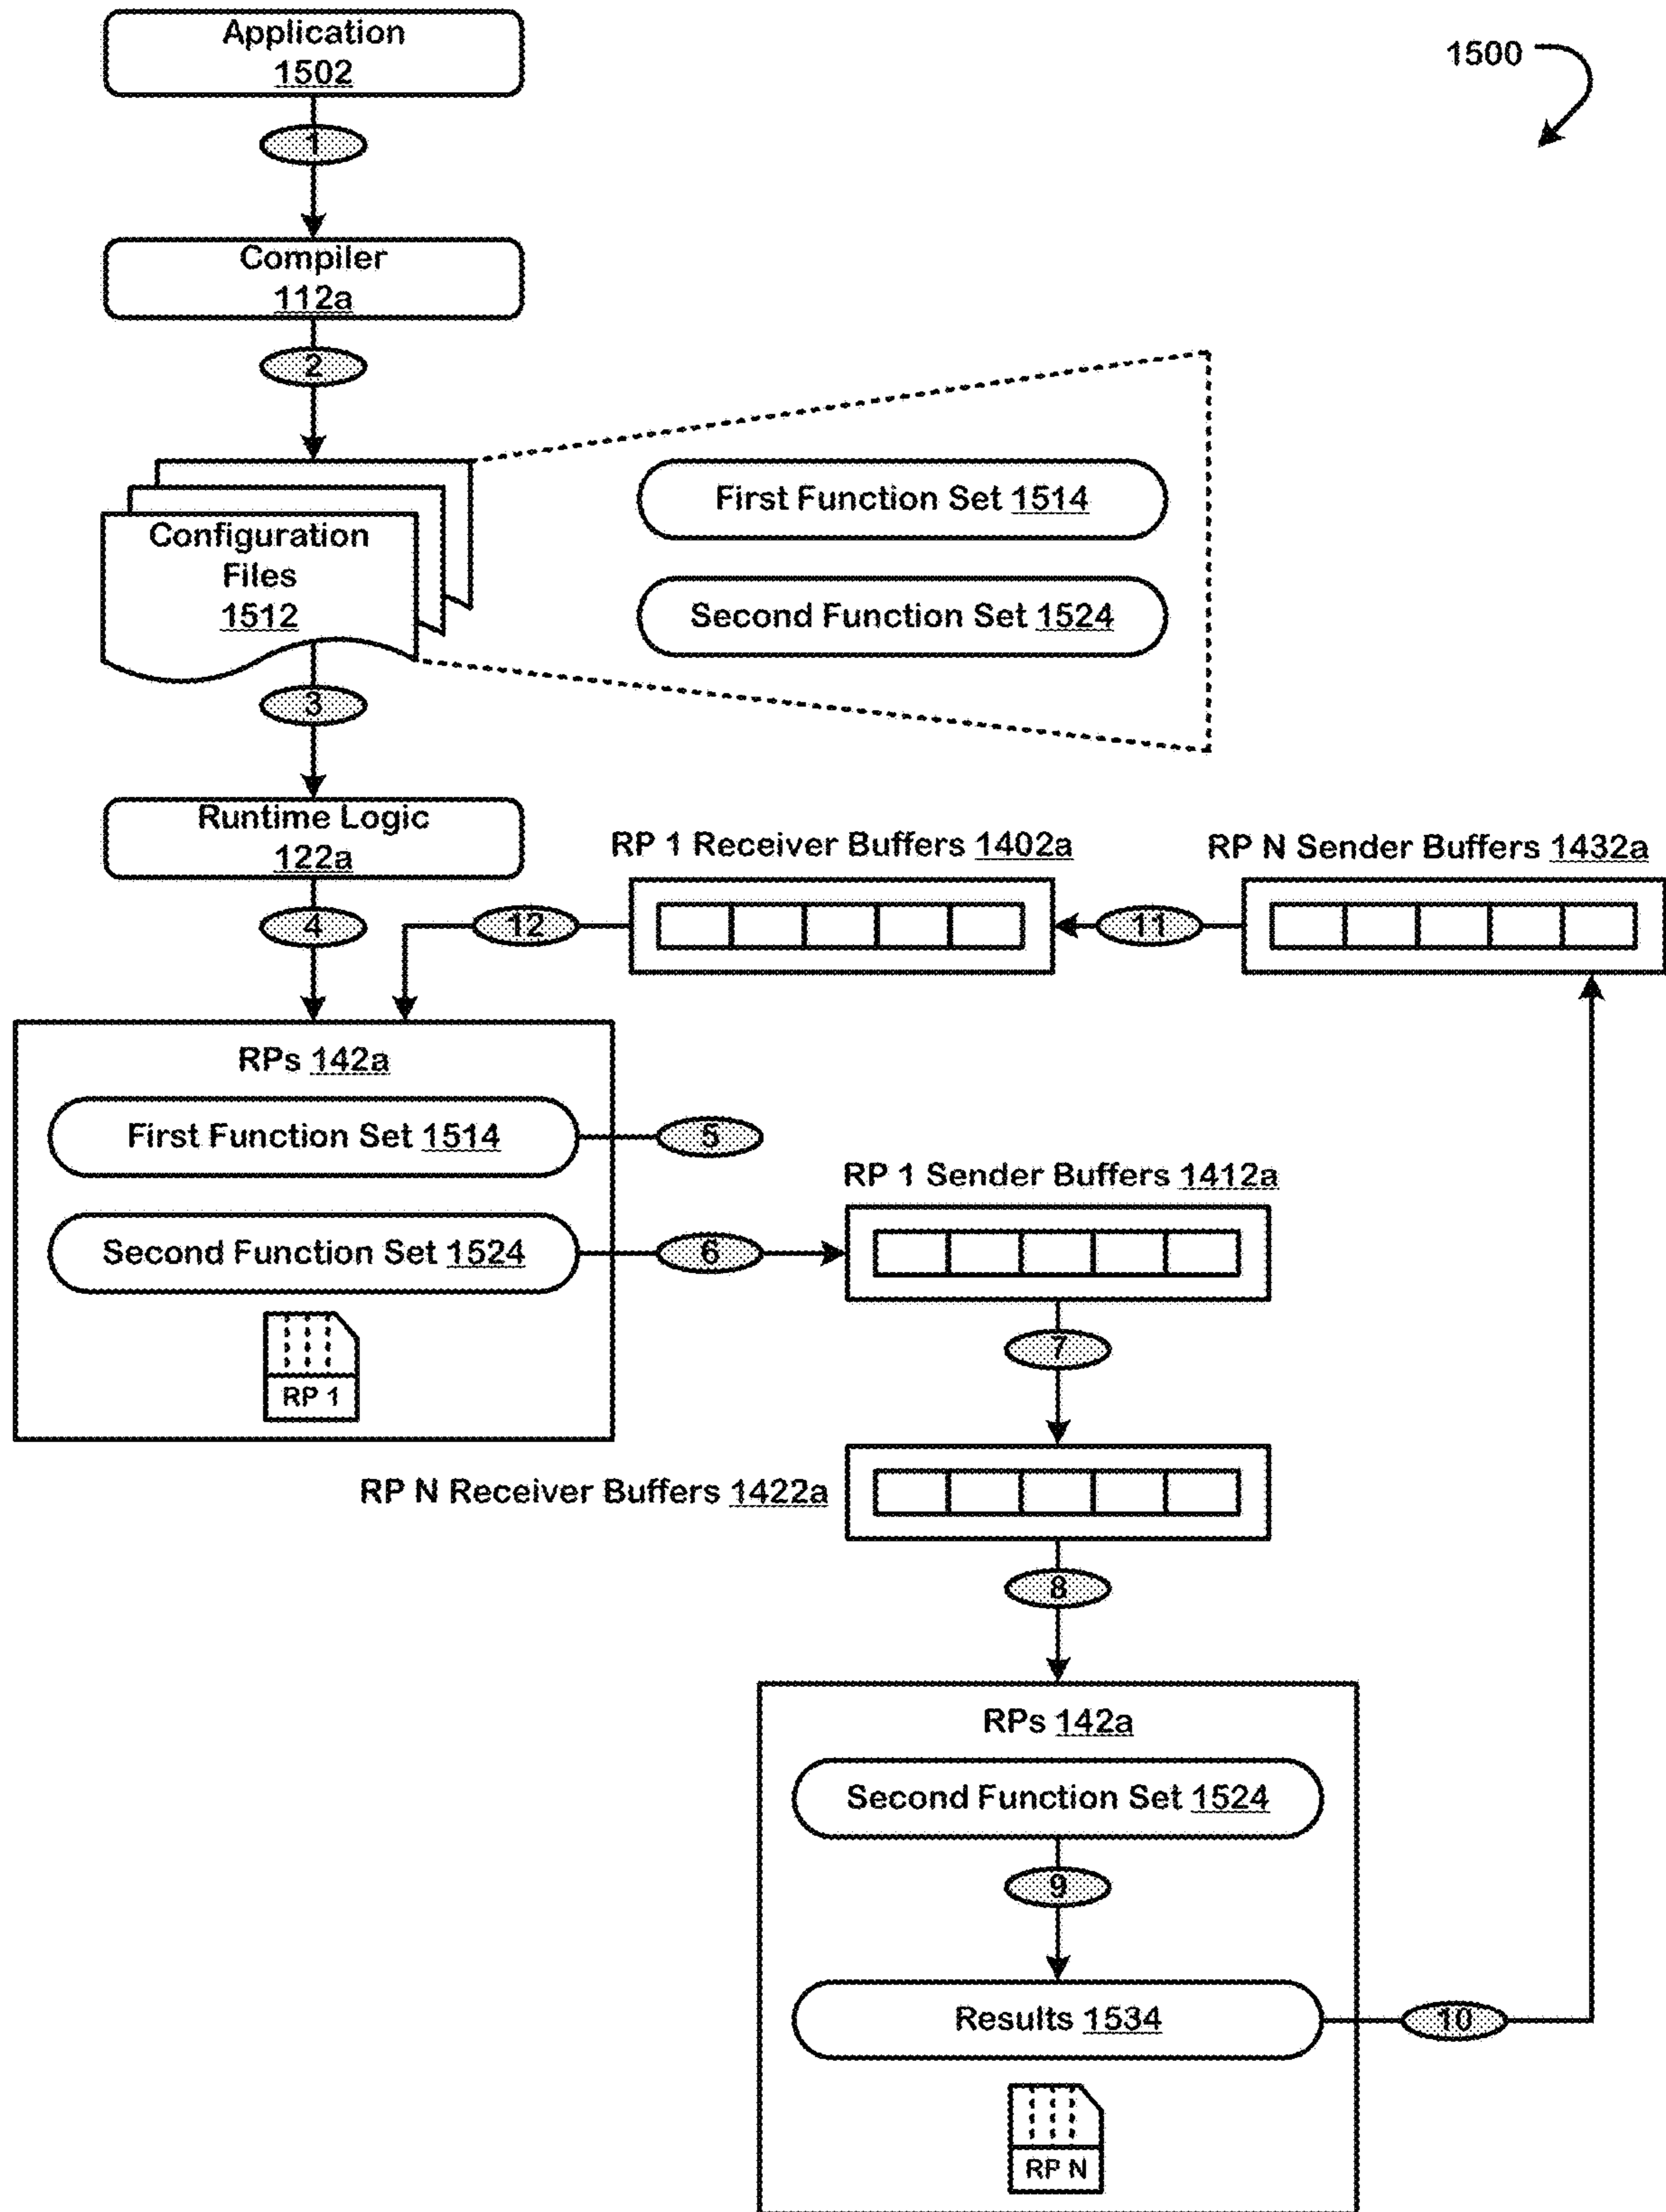 Application
1502
1500
1
Compiler
112a
2
First Function Set 1514
Configuration
Files
1512
Second Function Set 1524
3
Runtime Logic
122a
RP 1 Receiver Buffers 1402a
RP N Sender Buffers 1432a
4
12
11
RPs 142a
First Function Set 1514
5
RP 1 Sender Buffers 1412a
Second Function Set 1524
6
7
RP 1
RP N Receiver Buffers 1422a
8
RPs 142a
Second Function Set 1524
9
Results 1534
10
RP N